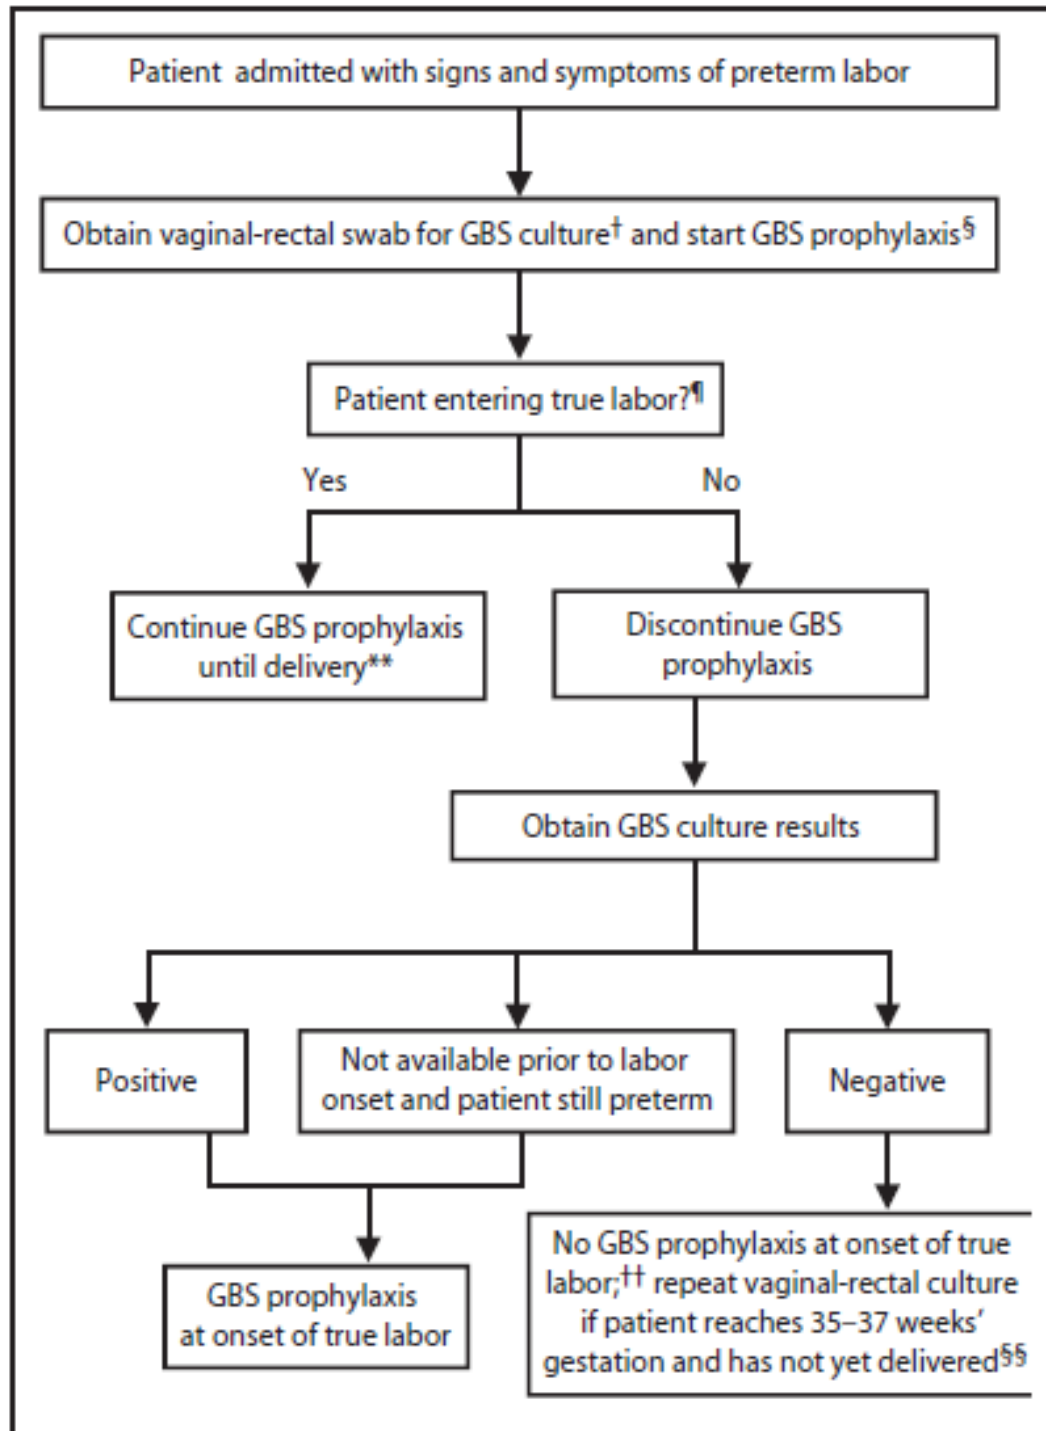 Patient admitted with signs and symptoms of preterm labor
Obtain vaginal-rectal swab for GBS culture† and start GBS prophylaxis§
Patient entering true labor?¶
Yes
No
Continue GBS prophylaxis
until delivery**
Discontinue GBS
prophylaxis
Obtain GBS culture results
Positive
Not available prior to labor
onset and patient still preterm
Negative
GBS prophylaxis
at onset of true labor
No GBS prophylaxis at onset of true
labor;†† repeat vaginal-rectal culture
if patient reaches 35–37 weeks’
gestation and has not yet delivered§§